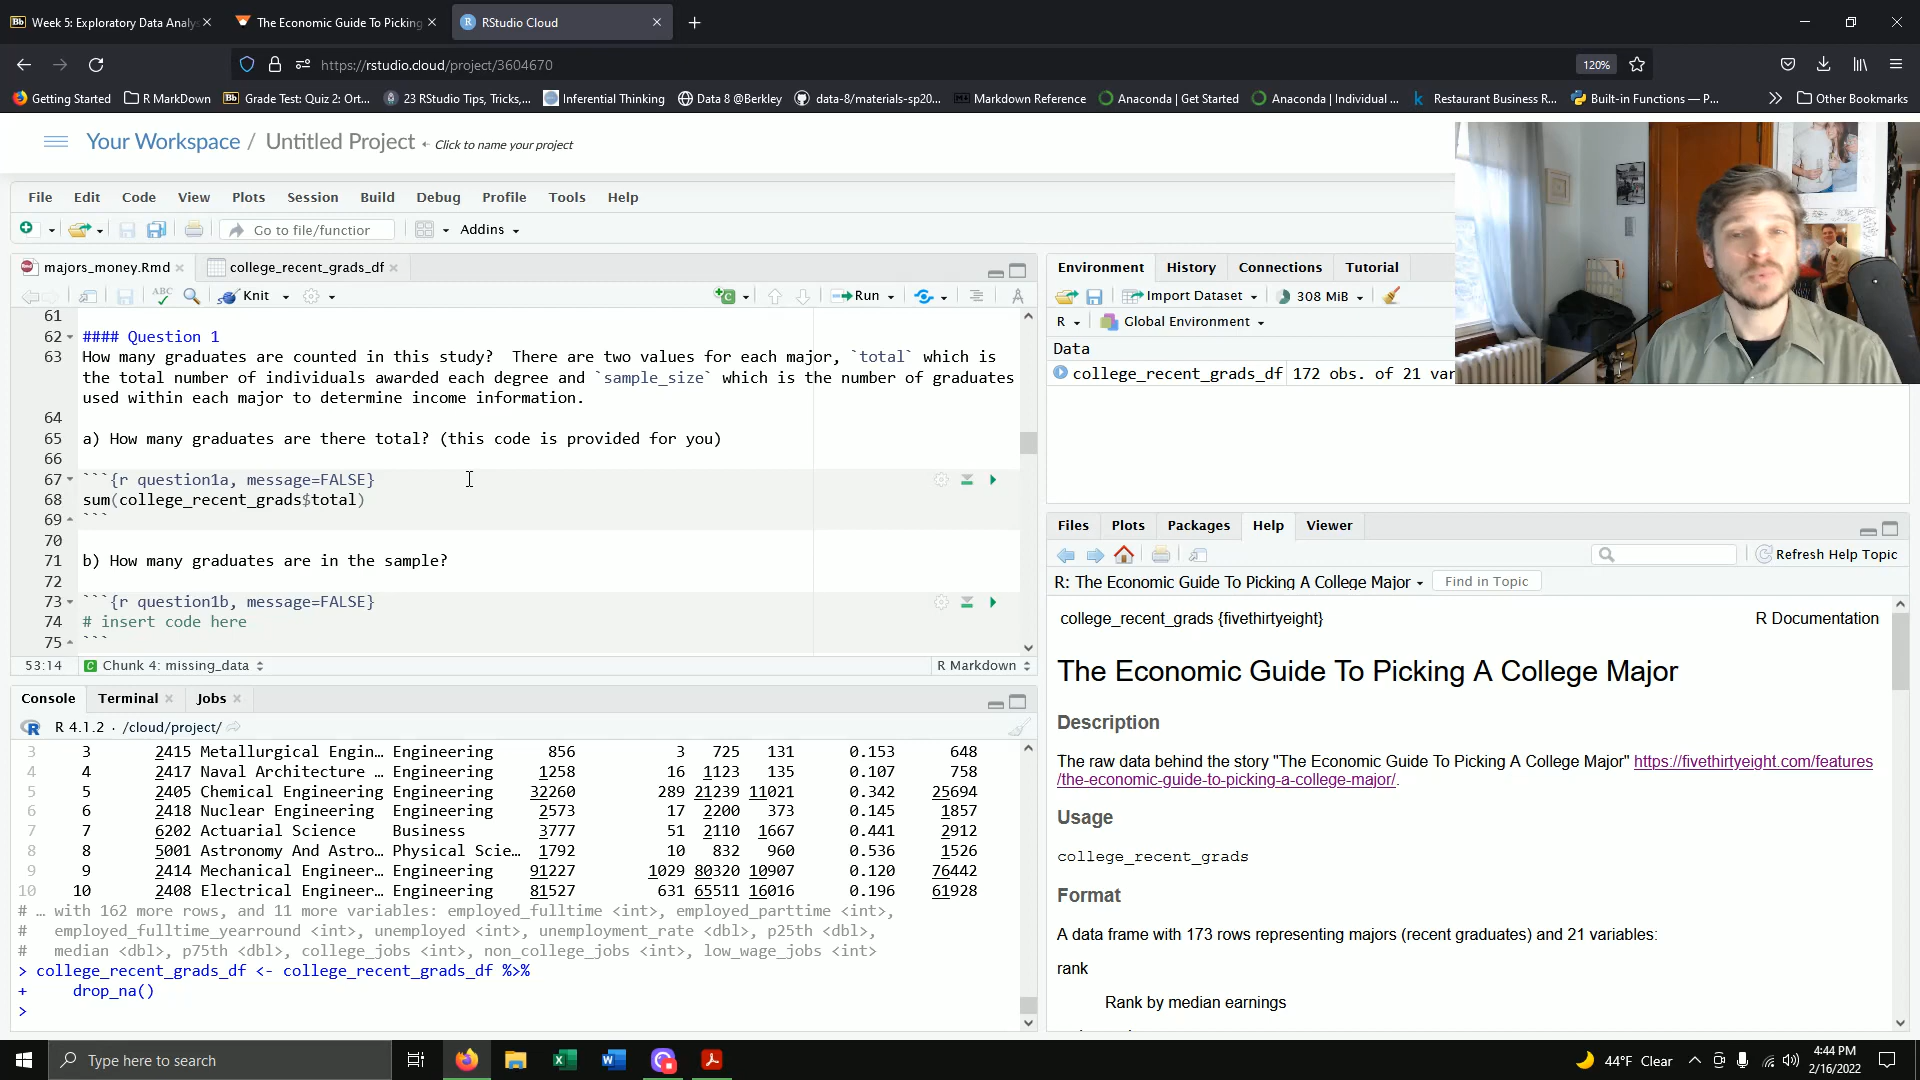 Week 5: Exploratory Data Analys
The Economic Guide To Picking
RStudio Cloud
https://rstudio.cloud/project/3604670
120%
Getting Started
R MarkDown
Grade Test: Quiz 2: Ort...
23 RStudio Tips, Tricks,...
Inferential Thinking
Data 8 @Berkley
data-8/materials-sp20...
Markdown Reference
Anaconda | Get Started
Anaconda | Individual ...
Restaurant Business R...
Built-in Functions — P...
Other Bookmarks
Your Workspace / Untitled Project
Click to name your project
File Edit Code View Plots Session Build Debug Profile Tools Help
Go to file/function
Addins
majors_money.Rmd
college_recent_grads_df
ABC
Knit
Run
61
62 #### Question 1
63 How many graduates are counted in this study?  There are two values for each major, `total` which is
the total number of individuals awarded each degree and `sample_size` which is the number of graduates
used within each major to determine income information.
64
65 a) How many graduates are there total? (this code is provided for you)
66
67 ```{r question1a, message=FALSE}
68 sum(college_recent_grads$total)
69 ```
70
71 b) How many graduates are in the sample?
72
73 ```{r question1b, message=FALSE}
74 # insert code here
75 ```
53:14 Chunk 4: missing_data
R Markdown
Console Terminal Jobs
R 4.1.2 · /cloud/project/
3 3 2415 Metallurgical Engin… Engineering 856 3 725 131 0.153 648
4 4 2417 Naval Architecture … Engineering 1258 16 1123 135 0.107 758
5 5 2405 Chemical Engineering Engineering 32260 289 21239 11021 0.342 25694
6 6 2418 Nuclear Engineering Engineering 2573 17 2200 373 0.145 1857
7 7 6202 Actuarial Science Business 3777 51 2110 1667 0.441 2912
8 8 5001 Astronomy And Astro… Physical Scie… 1792 10 832 960 0.536 1526
9 9 2414 Mechanical Engineer… Engineering 91227 1029 80320 10907 0.120 76442
10 10 2408 Electrical Engineer… Engineering 81527 631 65511 16016 0.196 61928
# … with 162 more rows, and 11 more variables: employed_fulltime <int>, employed_parttime <int>,
# employed_fulltime_yearround <int>, unemployed <int>, unemployment_rate <dbl>, p25th <dbl>,
# median <dbl>, p75th <dbl>, college_jobs <int>, non_college_jobs <int>, low_wage_jobs <int>
> college_recent_grads_df <- college_recent_grads_df %>%
+ drop_na()
>
Environment History Connections Tutorial
Import Dataset
308 MiB
R
Global Environment
Data
college_recent_grads_df 172 obs. of 21 var
Files Plots Packages Help Viewer
Refresh Help Topic
R: The Economic Guide To Picking A College Major
Find in Topic
college_recent_grads {fivethirtyeight}
R Documentation
The Economic Guide To Picking A College Major
Description
The raw data behind the story "The Economic Guide To Picking A College Major" https://fivethirtyeight.com/features
/the-economic-guide-to-picking-a-college-major/.
Usage
college_recent_grads
Format
A data frame with 173 rows representing majors (recent graduates) and 21 variables:
rank
Rank by median earnings
Type here to search
44°F Clear
4:44 PM
2/16/2022